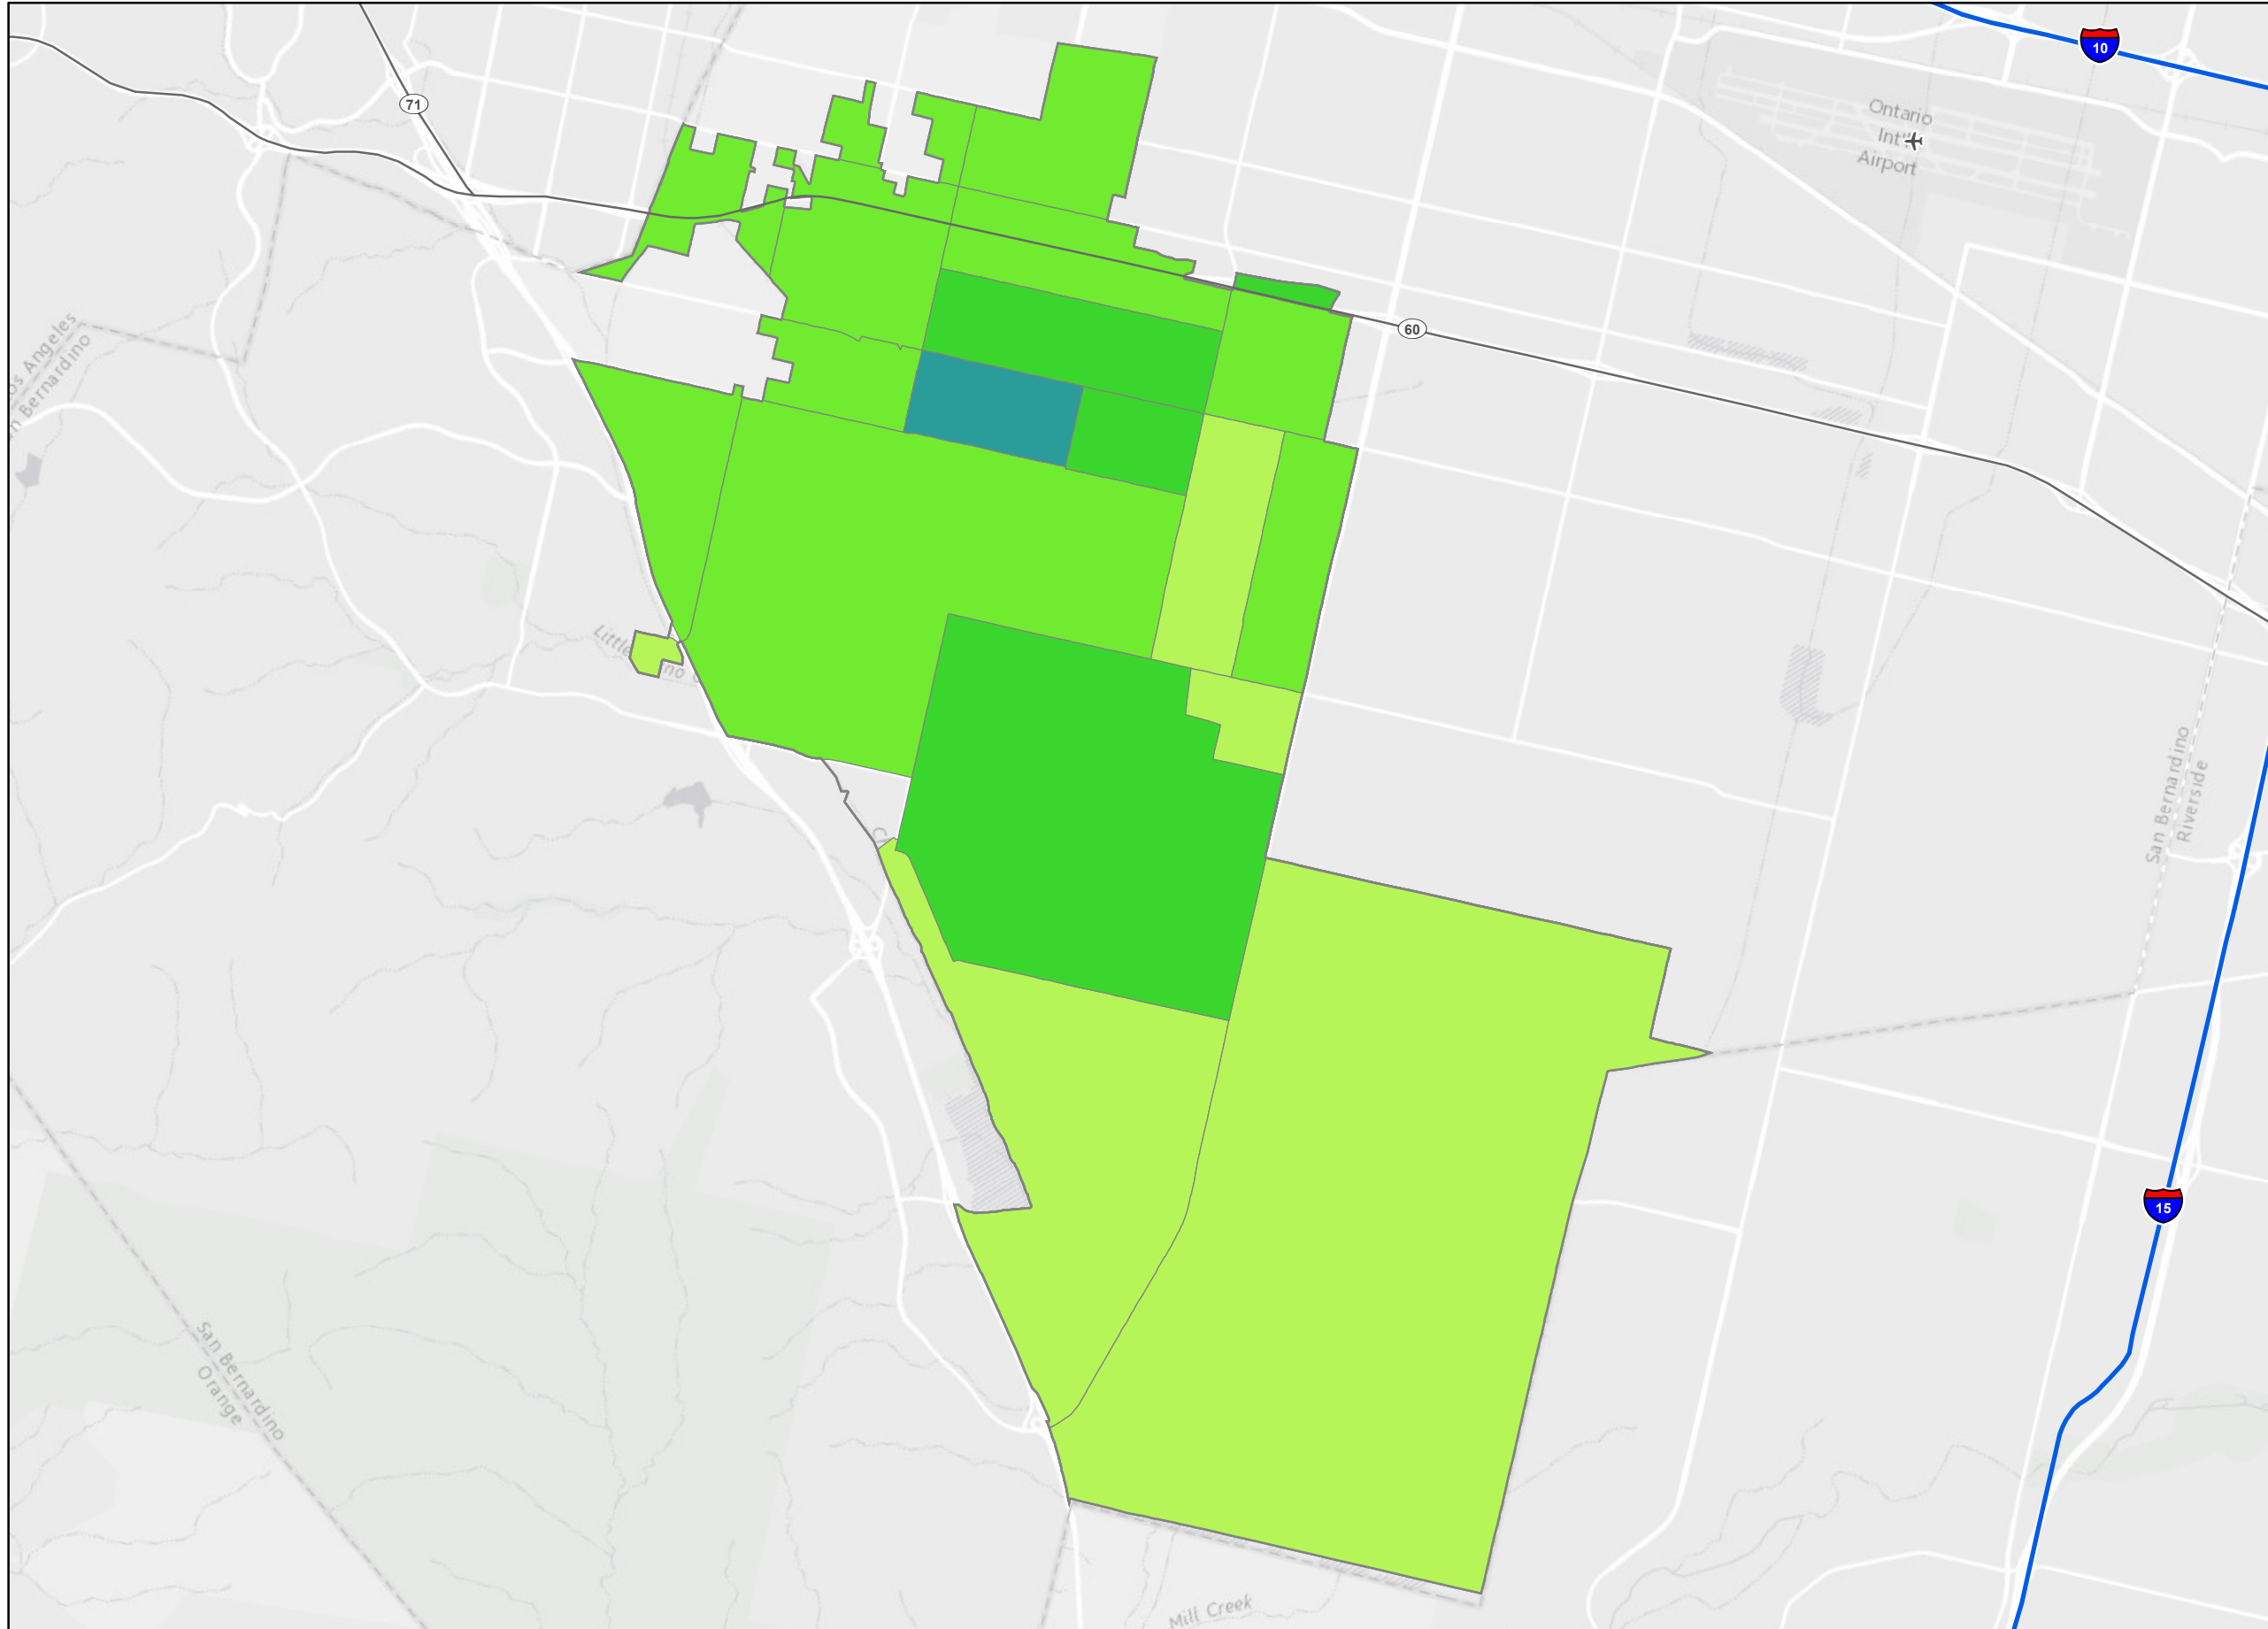 10
71
Ontario
Int'l
Airport
60
Los Angeles
San Bernardino
Little
no
San Bernardino
Riverside
15
San Bernardino
Orange
Mill Creek